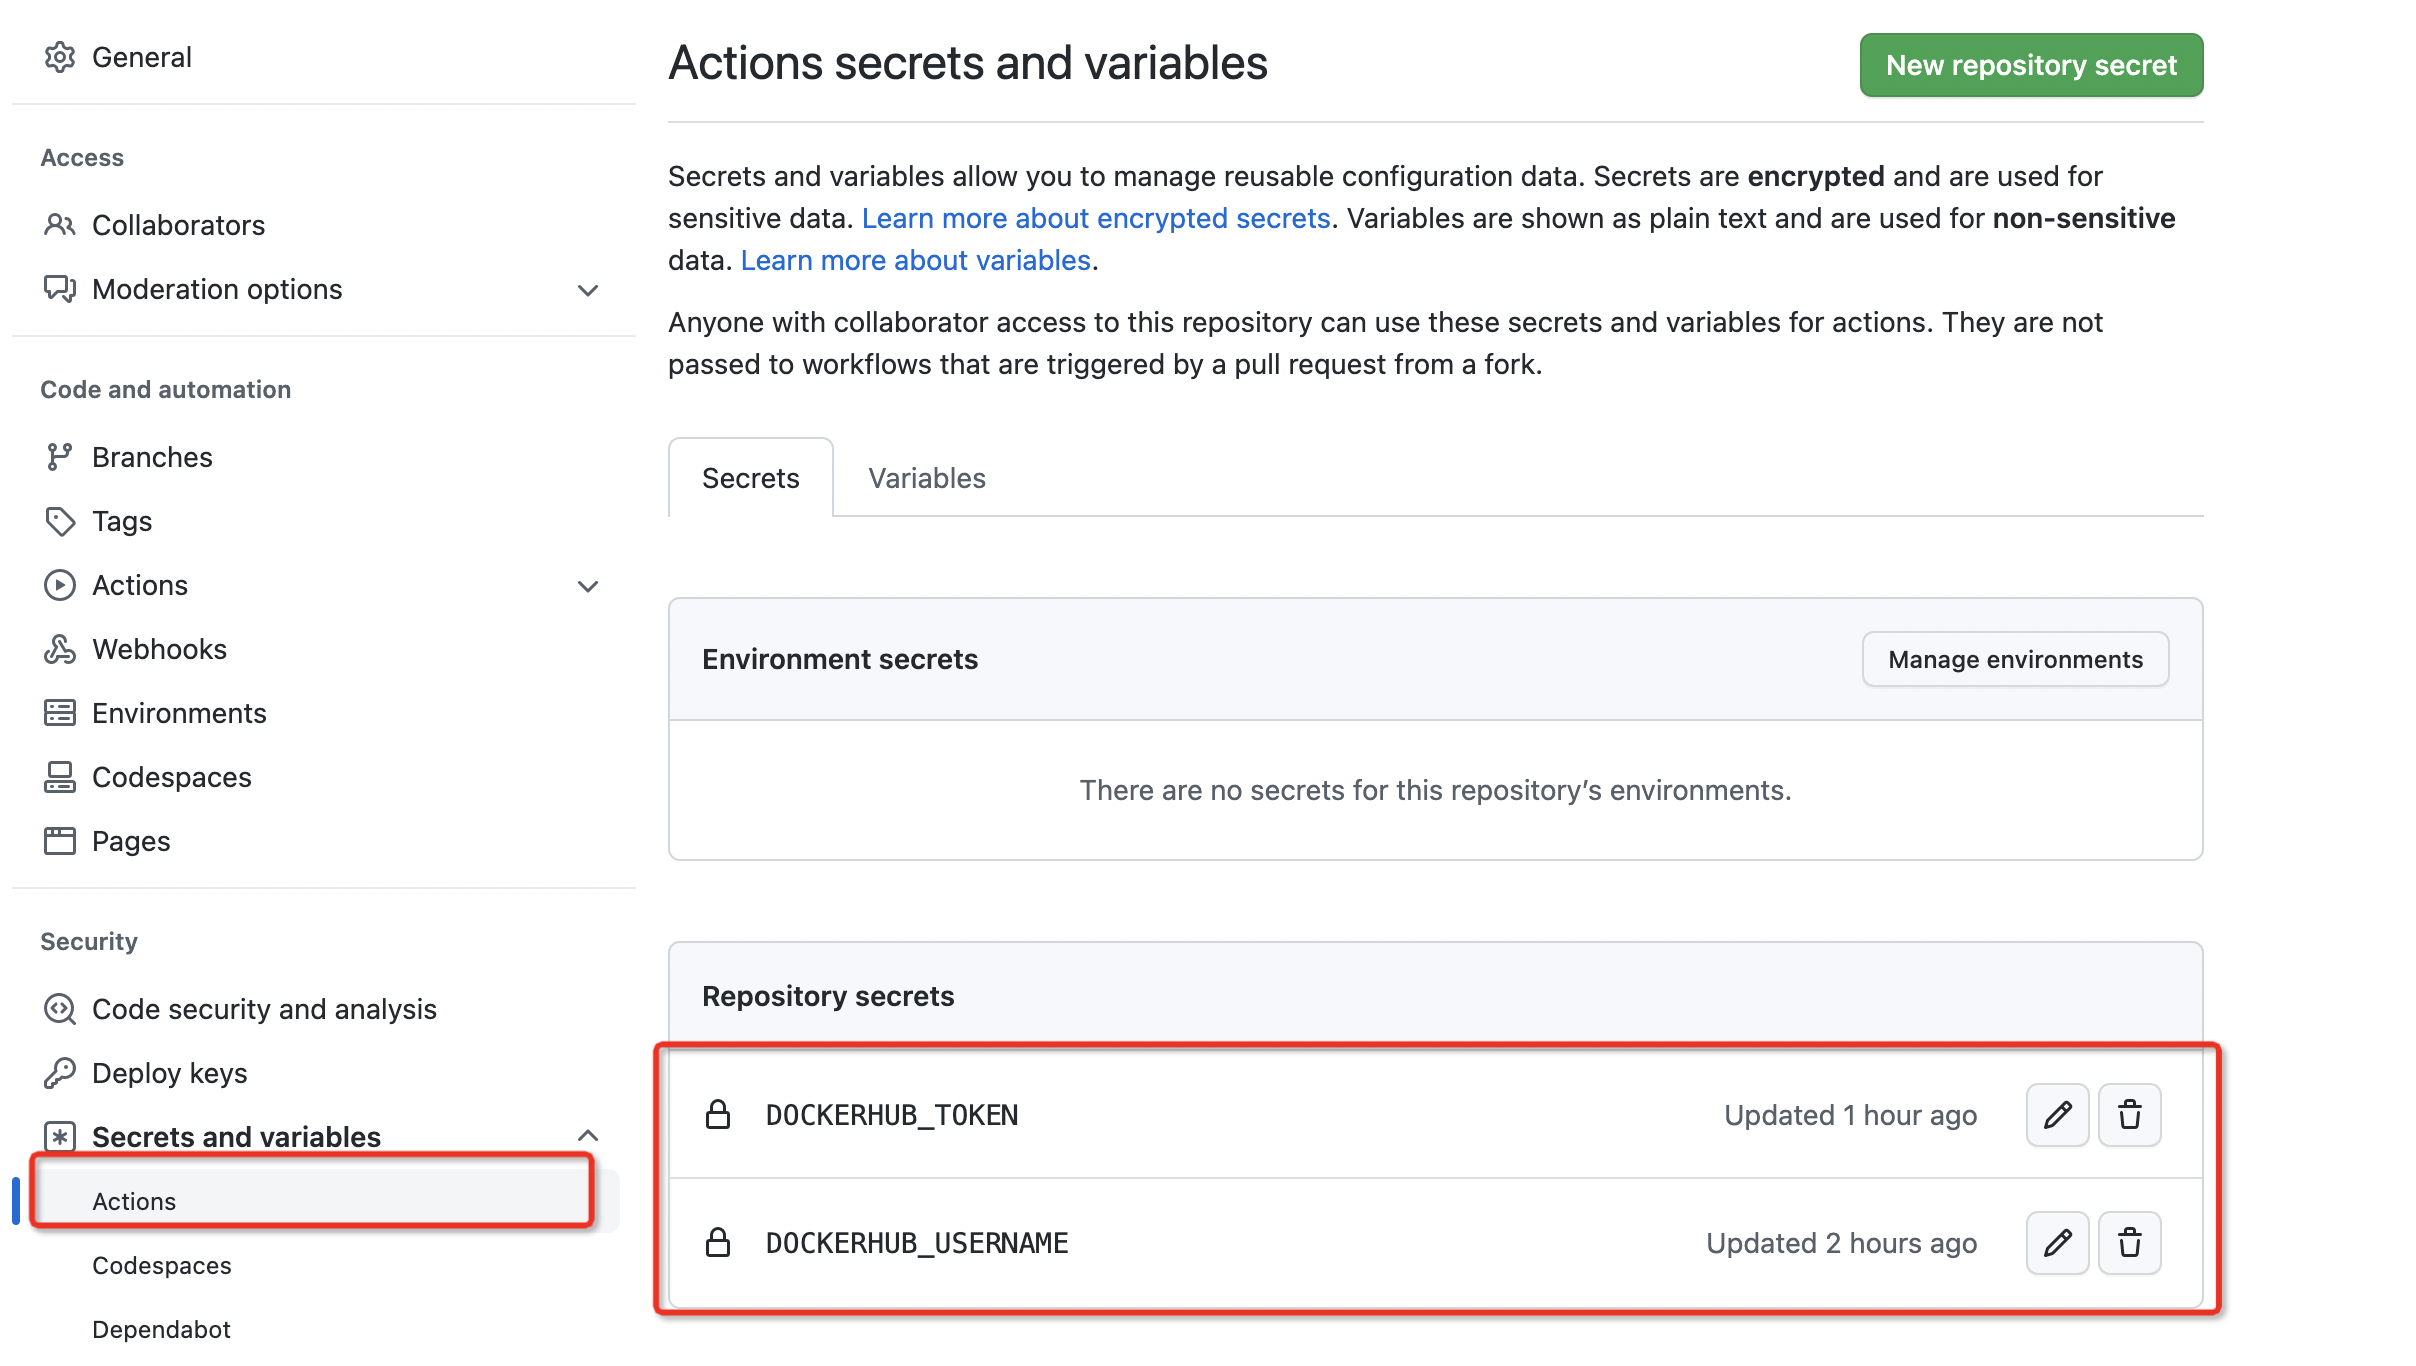 General
Access
Collaborators
Moderation options
Code and automation
Branches
Tags
Actions
Webhooks
Environments
Codespaces
Pages
Security
Code security and analysis
Deploy keys
Secrets and variables
Actions
Codespaces
Dependabot
Actions secrets and variables
New repository secret
Secrets and variables allow you to manage reusable configuration data. Secrets are encrypted and are used for
sensitive data. Learn more about encrypted secrets. Variables are shown as plain text and are used for non-sensitive
data. Learn more about variables.
Anyone with collaborator access to this repository can use these secrets and variables for actions. They are not
passed to workflows that are triggered by a pull request from a fork.
Secrets Variables
Environment secrets
Manage environments
There are no secrets for this repository’s environments.
Repository secrets
DOCKERHUB_TOKEN Updated 1 hour ago
DOCKERHUB_USERNAME Updated 2 hours ago